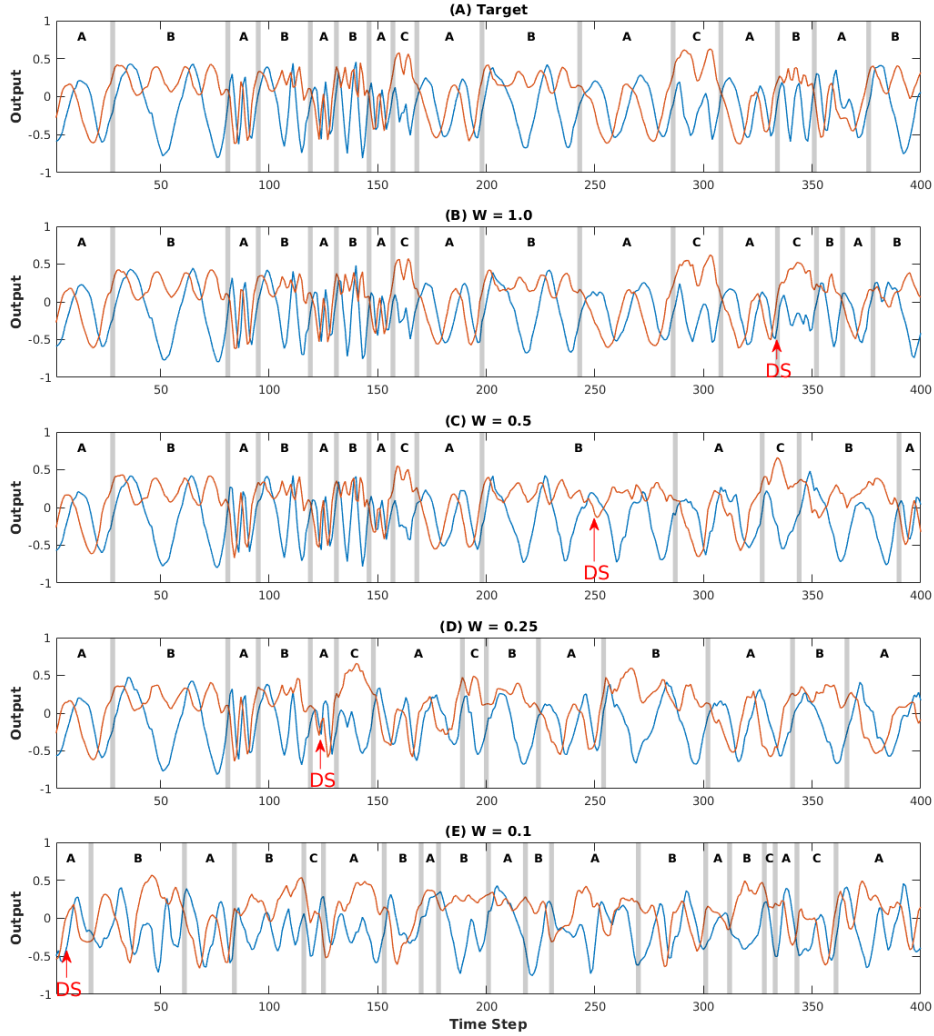 (A) Target
A B A B A B A C A B A C A B A B
Output
1
0.5
0
-0.5
-1
50 100 150 200 250 300 350 400
(B) W = 1.0
A B A B A B A C A B A C A C B A B
Output
1
0.5
0
-0.5
-1
DS
50 100 150 200 250 300 350 400
(C) W = 0.5
A B A B A B A C A B A C B A
Output
1
0.5
0
-0.5
-1
DS
50 100 150 200 250 300 350 400
(D) W = 0.25
A B A B A C A C B A B A B A
Output
1
0.5
0
-0.5
-1
DS
50 100 150 200 250 300 350 400
(E) W = 0.1
A B A B C A B A B A B A B A B C A C A
Output
1
0.5
0
-0.5
-1
DS
50 100 150 200 250 300 350 400
Time Step